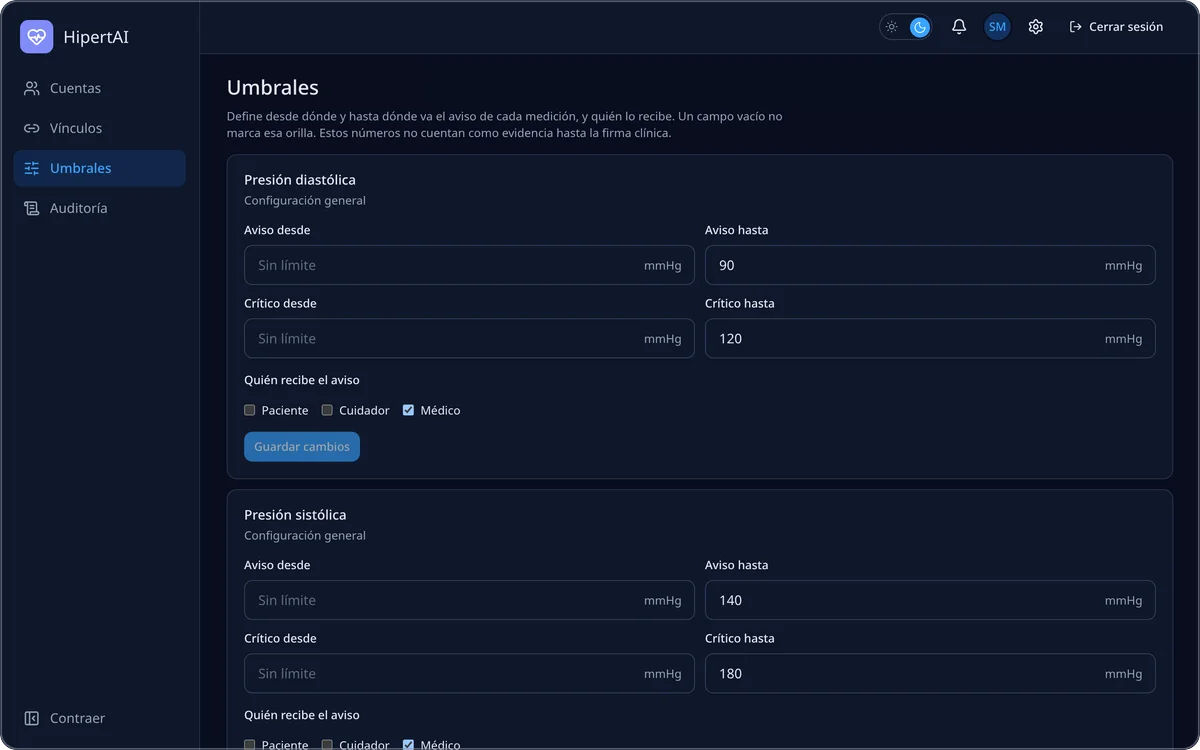 HipertAI
SM
Cerrar sesión
Cuentas
Vínculos
Umbrales
Auditoría
Contraer
Umbrales
Define desde dónde y hasta dónde va el aviso de cada medición, y quién lo recibe. Un campo vacío no
marca esa orilla. Estos números no cuentan como evidencia hasta la firma clínica.
Presión diastólica
Configuración general
Aviso desde
Aviso hasta
Sin límite mmHg
90 mmHg
Crítico desde
Crítico hasta
Sin límite mmHg
120 mmHg
Quién recibe el aviso
Paciente Cuidador Médico
Guardar cambios
Presión sistólica
Configuración general
Aviso desde
Aviso hasta
Sin límite mmHg
140 mmHg
Crítico desde
Crítico hasta
Sin límite mmHg
180 mmHg
Quién recibe el aviso
Paciente Cuidador Médico